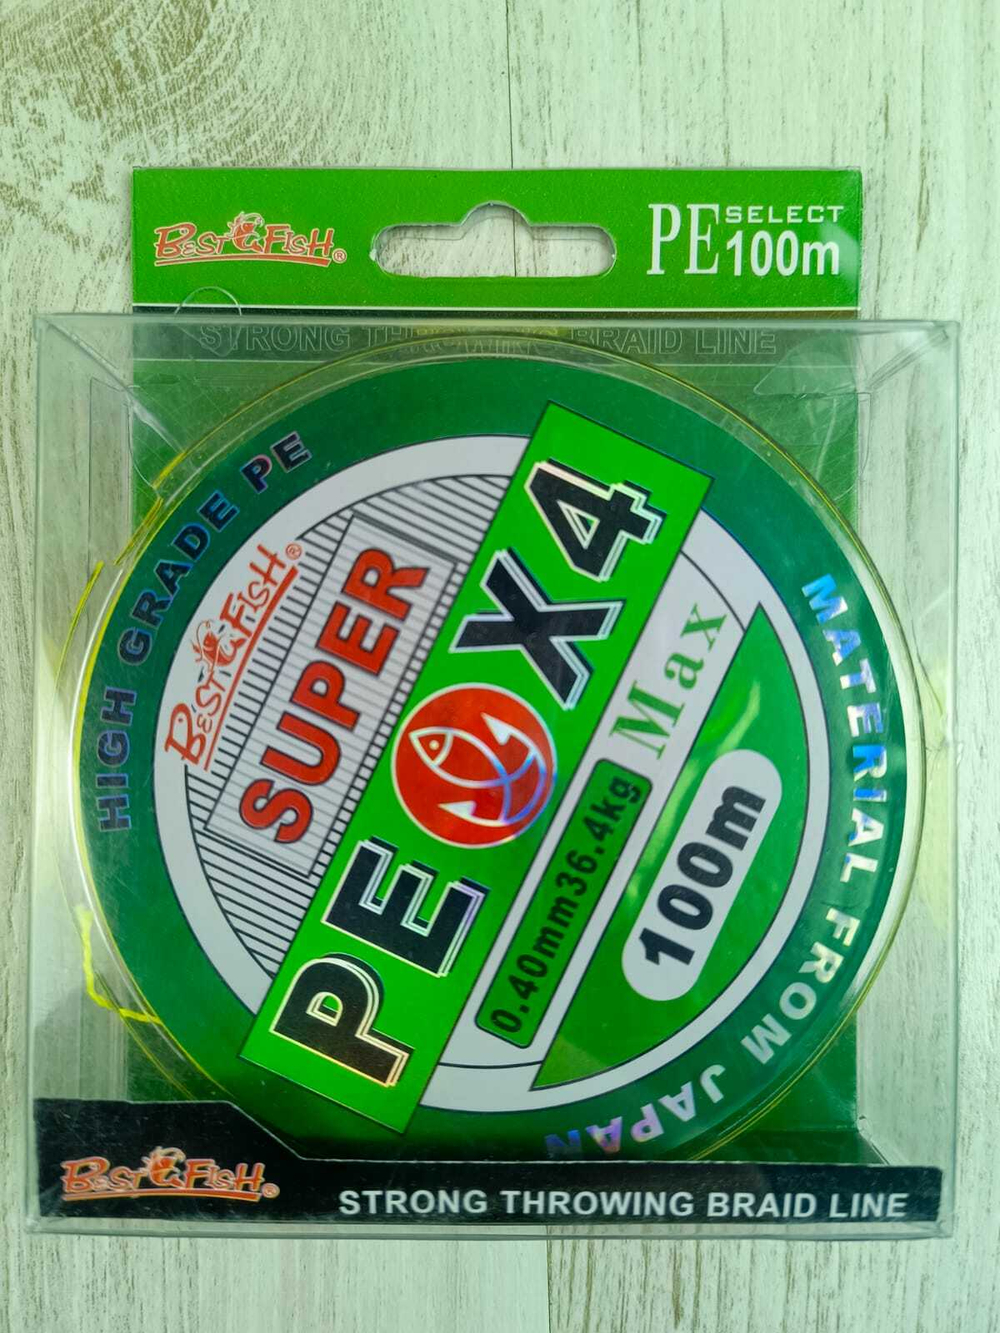 BEST FISH®
PE SELECT
100m
STRONG THROWING BRAID LINE
HIGH GRADE PE
BEST FISH®
SUPER
PE X4
Max
0.40mm36.4kg
100m
MATERIAL FROM JAPAN
BEST FISH®
STRONG THROWING BRAID LINE